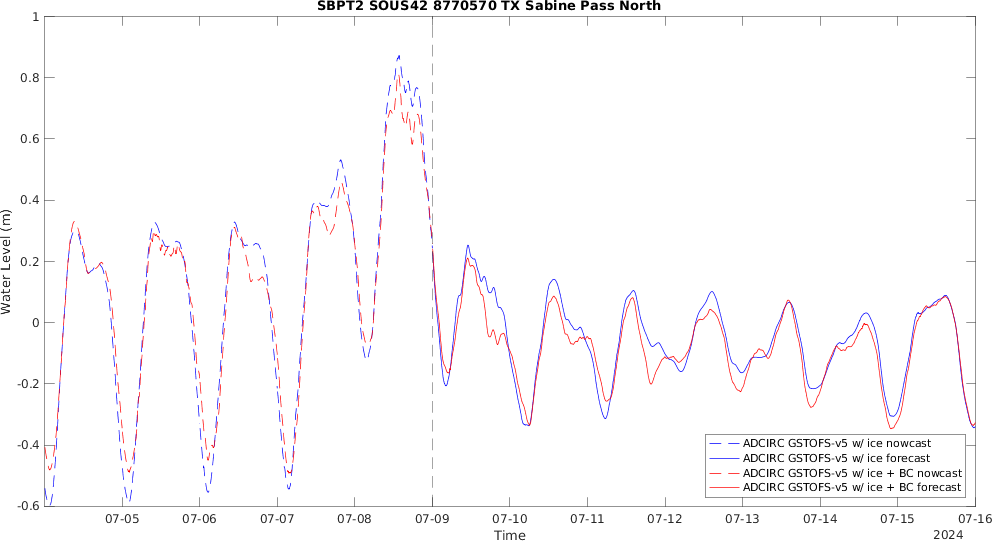 SBPT2 SOUS42 8770570 TX Sabine Pass North
1
0.8
0.6
0.4
0.2
0
-0.2
-0.4
-0.6
Water Level (m)
07-05 07-06 07-07 07-08 07-09 07-10 07-11 07-12 07-13 07-14 07-15 07-16
Time
2024
ADCIRC GSTOFS-v5 w/ ice nowcast
ADCIRC GSTOFS-v5 w/ ice forecast
ADCIRC GSTOFS-v5 w/ ice + BC nowcast
ADCIRC GSTOFS-v5 w/ ice + BC forecast